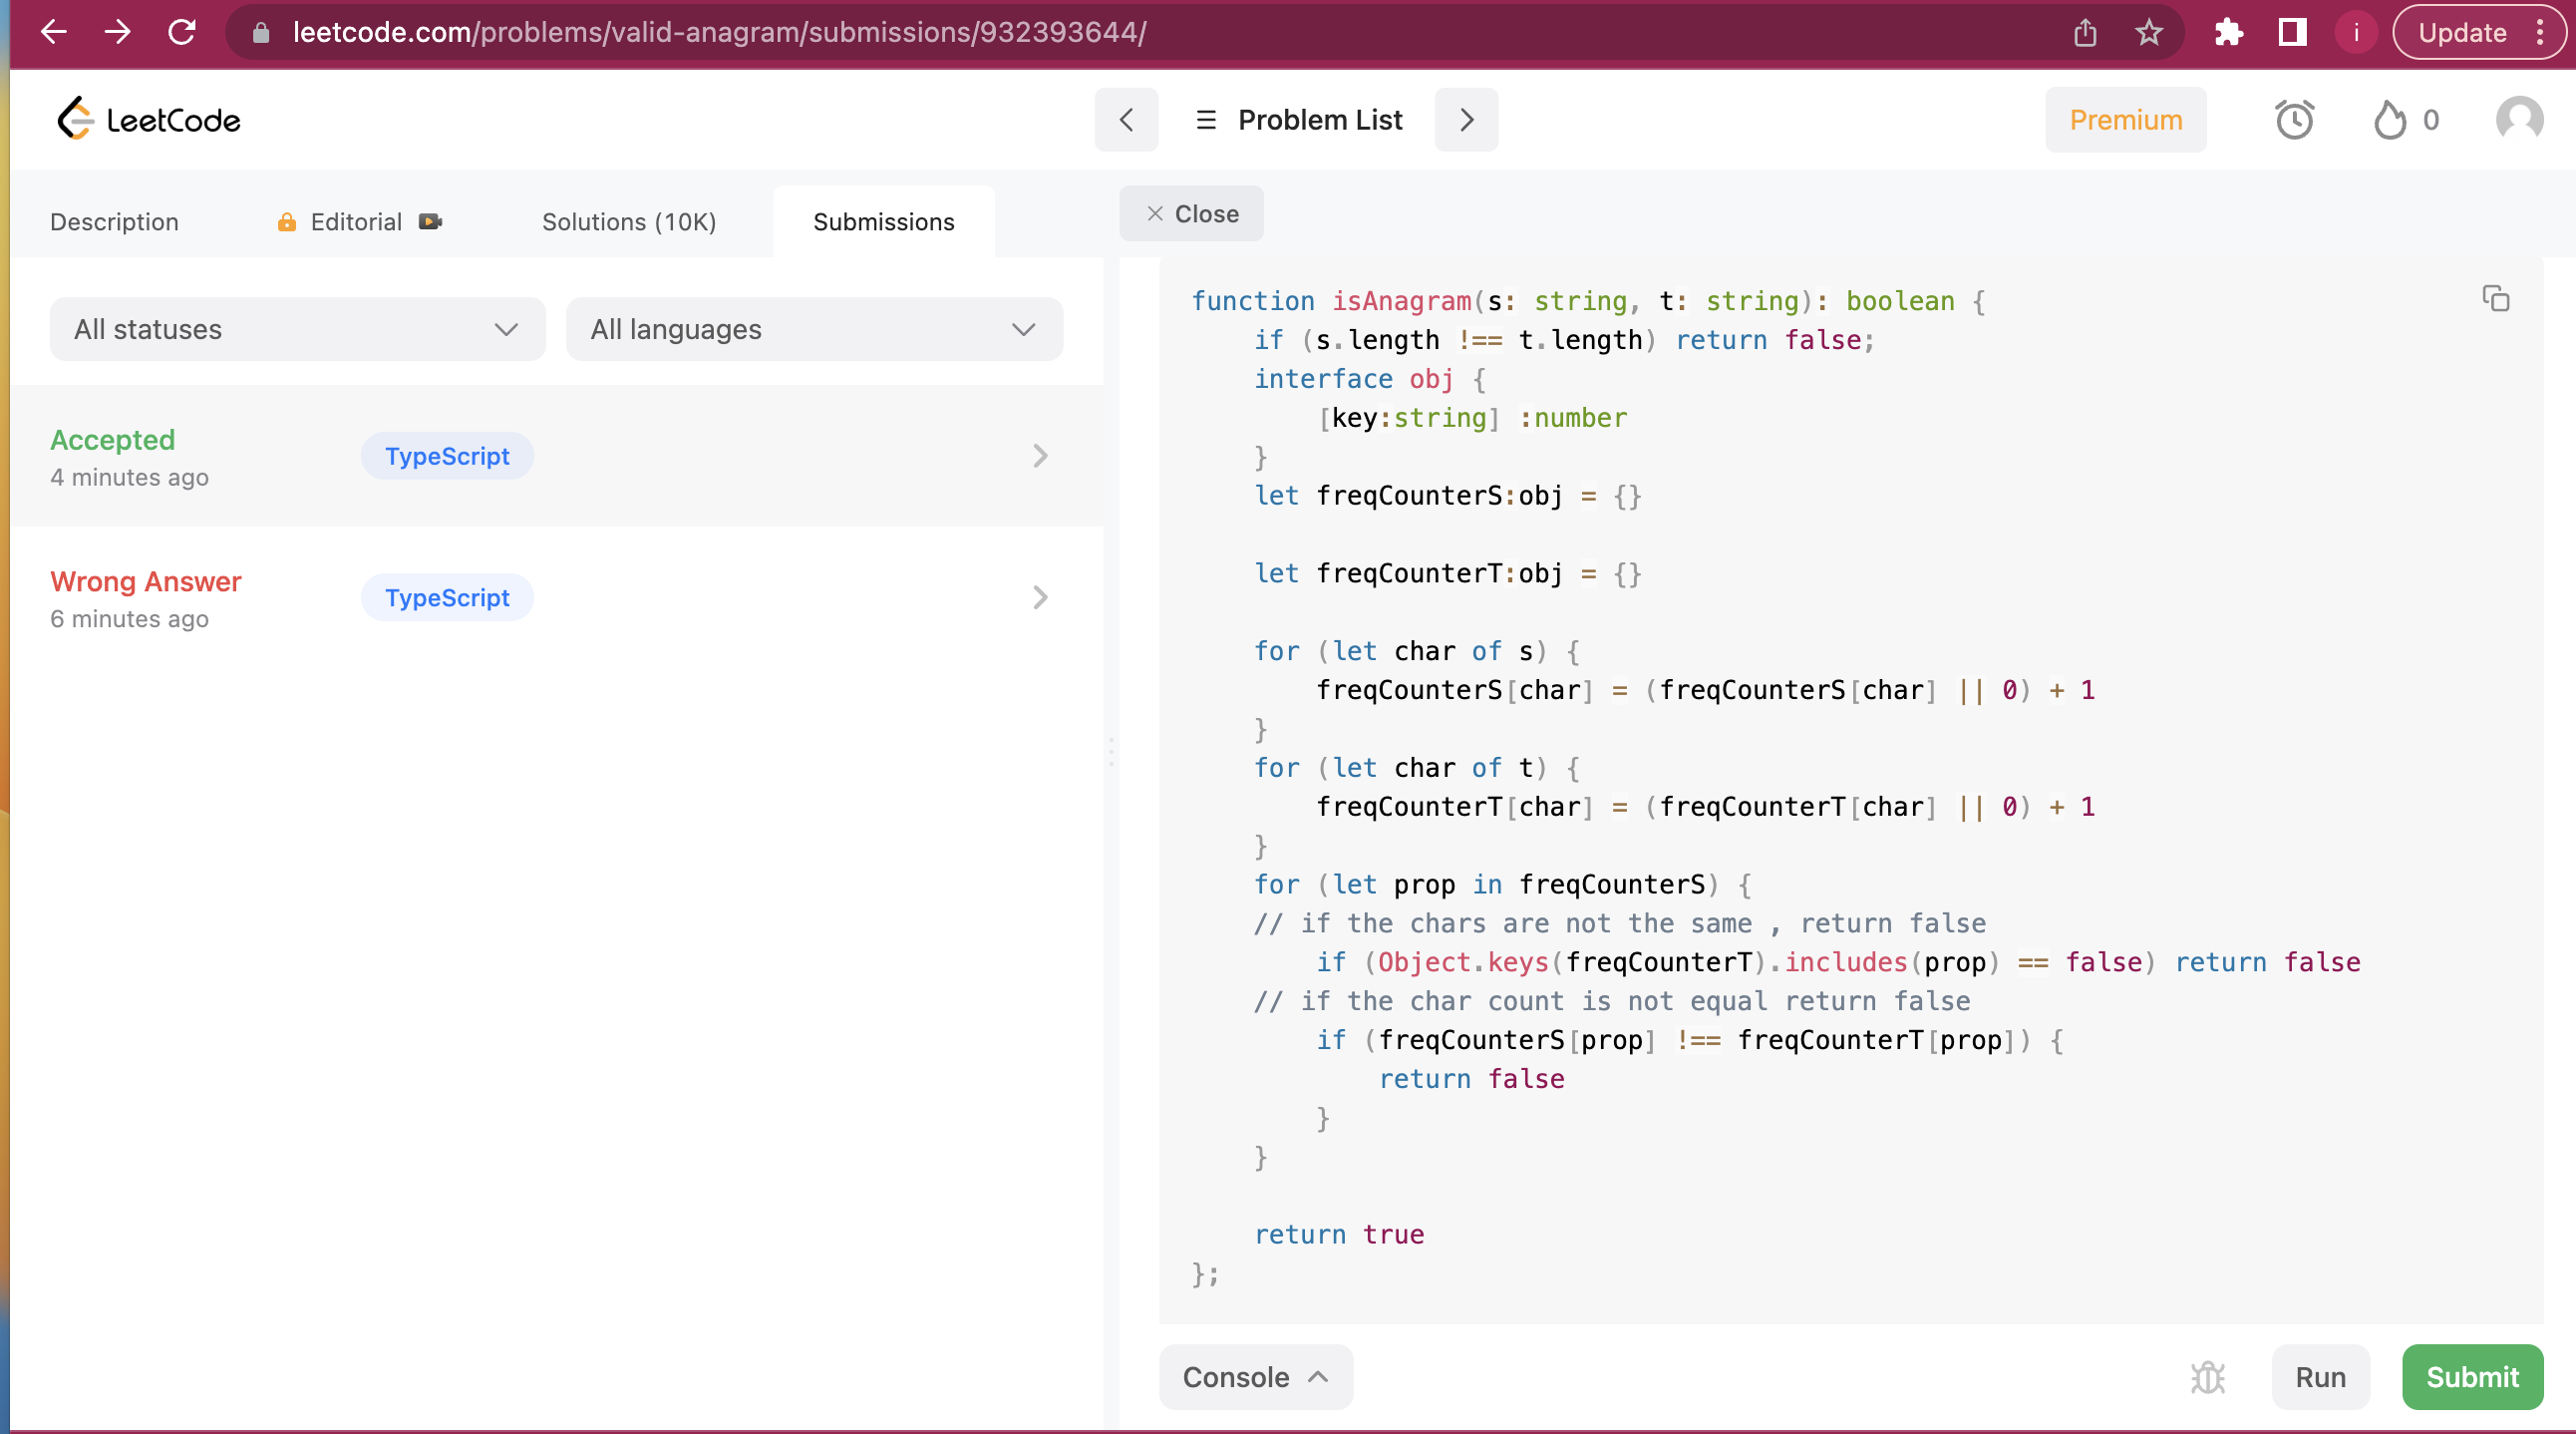 leetcode.com/problems/valid-anagram/submissions/932393644/
i
Update
LeetCode
Problem List
Premium
0
Description
Editorial
Solutions (10K)
Submissions
Close
All statuses
All languages
Accepted
4 minutes ago
TypeScript
Wrong Answer
6 minutes ago
TypeScript
function isAnagram(s: string, t: string): boolean {
    if (s.length !== t.length) return false;
    interface obj {
        [key:string] :number
    }
    let freqCounterS:obj = {}

    let freqCounterT:obj = {}

    for (let char of s) {
        freqCounterS[char] = (freqCounterS[char] || 0) + 1
    }
    for (let char of t) {
        freqCounterT[char] = (freqCounterT[char] || 0) + 1
    }
    for (let prop in freqCounterS) {
    // if the chars are not the same , return false
        if (Object.keys(freqCounterT).includes(prop) == false) return false
    // if the char count is not equal return false
        if (freqCounterS[prop] !== freqCounterT[prop]) {
            return false
        }
    }

    return true
};
Console
Run
Submit